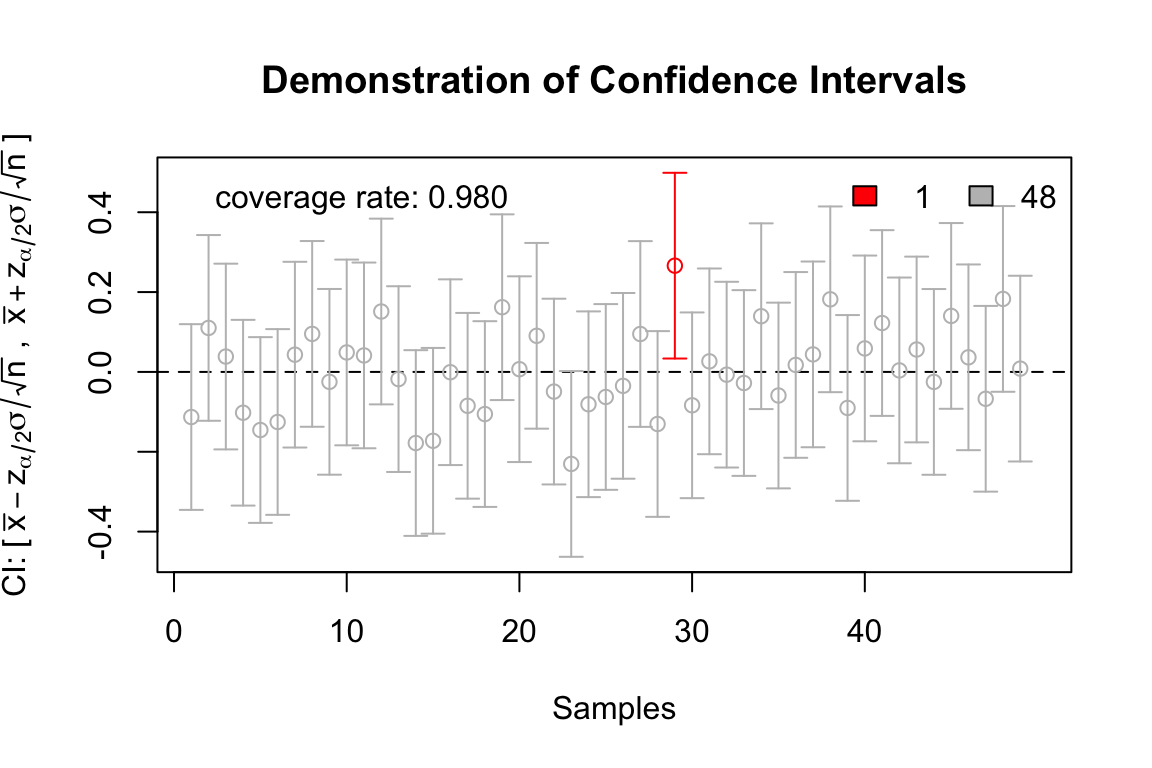 Demonstration of Confidence Intervals
CI: [ x̅ − zα/2σ/√n , x̅ + zα/2σ/√n ]
coverage rate: 0.980
1
48
0.4
0.2
0.0
-0.4
0 10 20 30 40
Samples